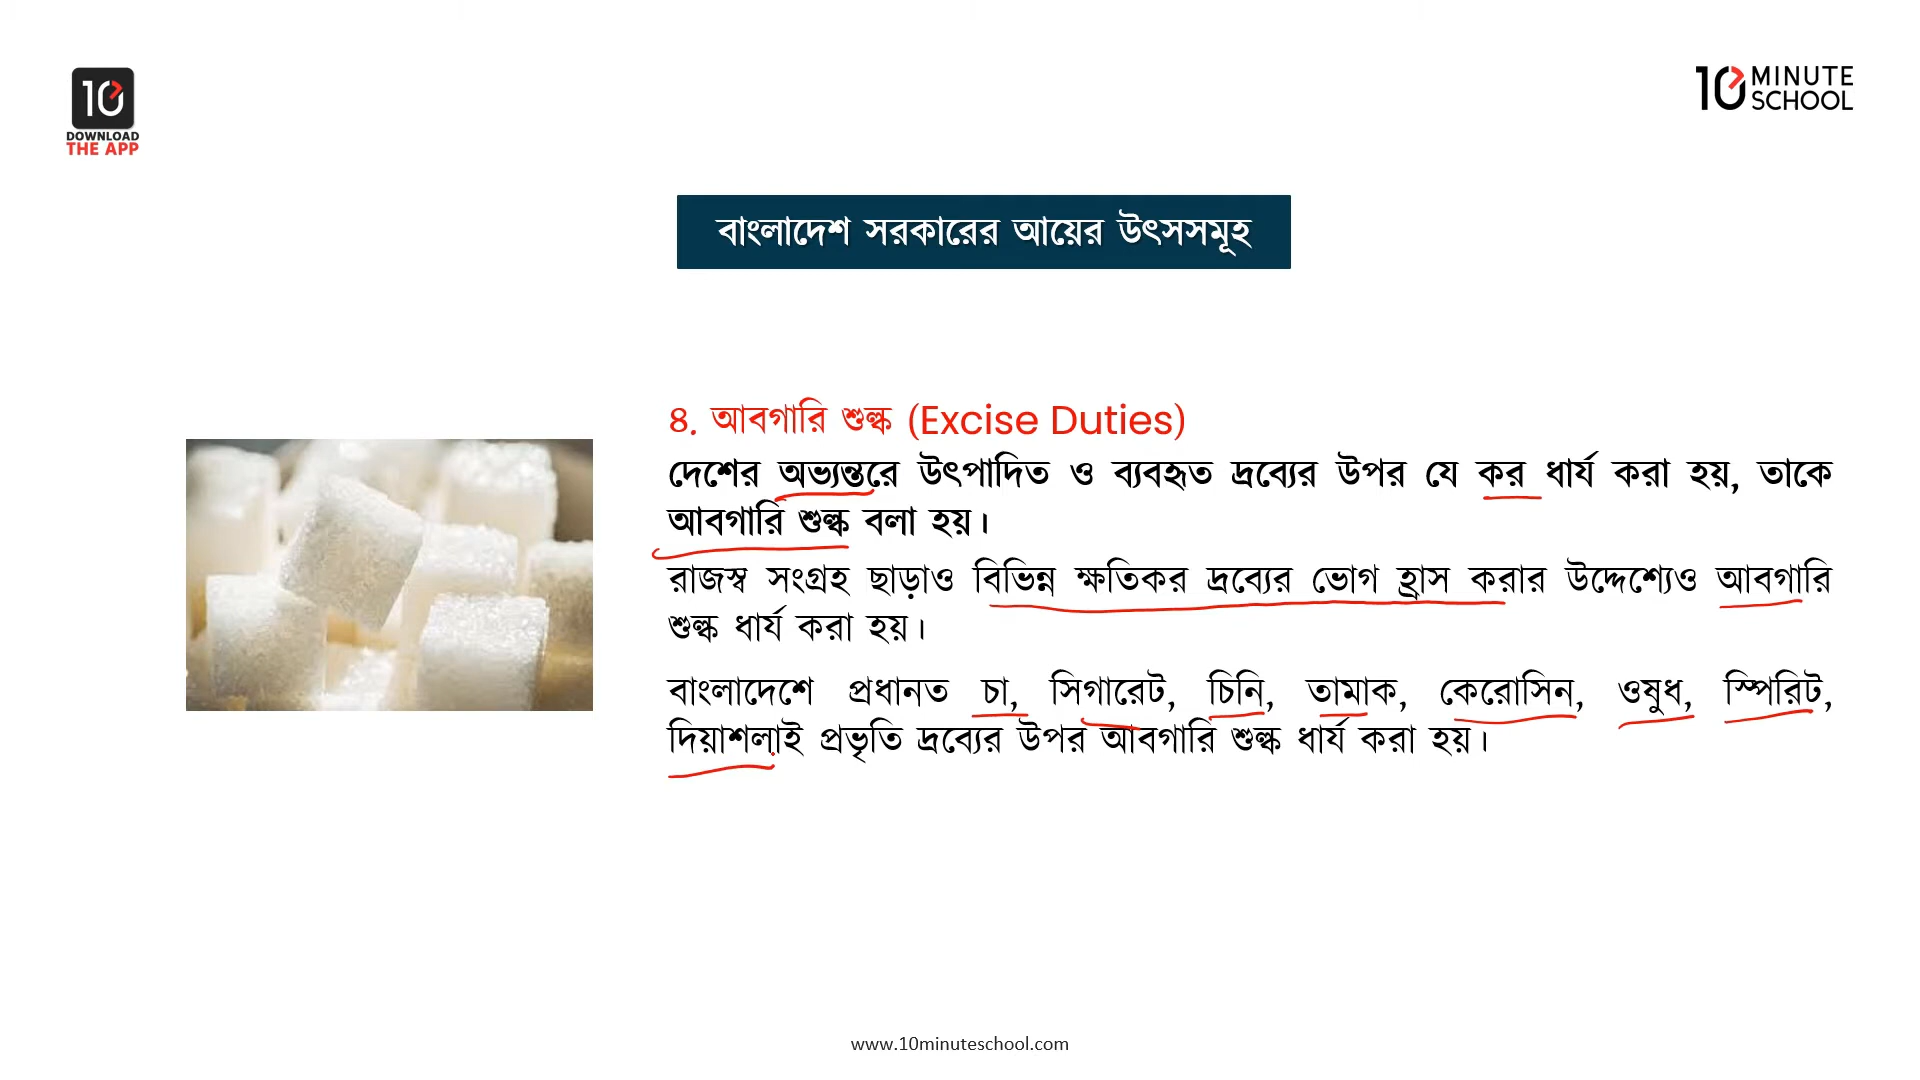 10
DOWNLOAD
THE APP
10 MINUTE
SCHOOL
বাংলাদেশ সরকারের আয়ের উৎসসমূহ
৪. আবগারি শুল্ক (Excise Duties)
দেশের অভ্যন্তরে উৎপাদিত ও ব্যবহৃত দ্রব্যের উপর যে কর ধার্য করা হয়, তাকে
আবগারি শুল্ক বলা হয়।
রাজস্ব সংগ্রহ ছাড়াও বিভিন্ন ক্ষতিকর দ্রব্যের ভোগ হ্রাস করার উদ্দেশ্যেও আবগারি
শুল্ক ধার্য করা হয়।
বাংলাদেশে প্রধানত চা, সিগারেট, চিনি, তামাক, কেরোসিন, ওষুধ, স্পিরিট,
দিয়াশলাই প্রভৃতি দ্রব্যের উপর আবগারি শুল্ক ধার্য করা হয়।
www.10minuteschool.com